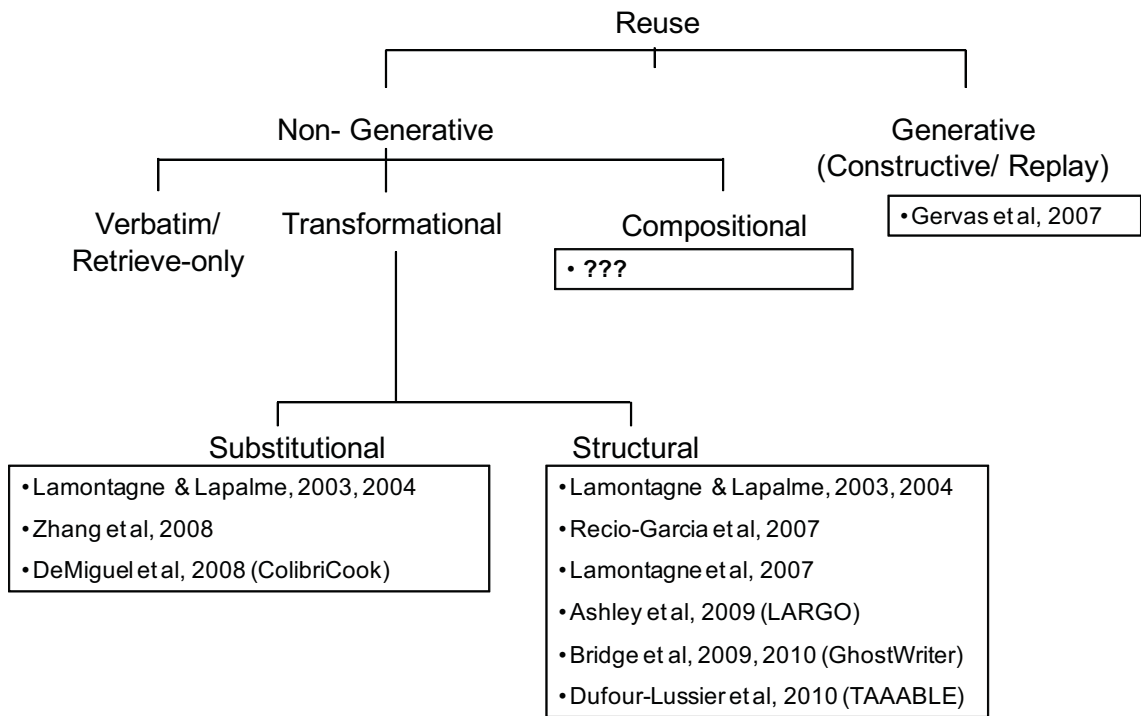 Reuse
Non- Generative
Generative
(Constructive/ Replay)
• Gervas et al, 2007
Verbatim/
Retrieve-only
Transformational
Compositional
• ???
Substitutional
• Lamontagne & Lapalme, 2003, 2004
• Zhang et al, 2008
• DeMiguel et al, 2008 (ColibriCook)
Structural
• Lamontagne & Lapalme, 2003, 2004
• Recio-Garcia et al, 2007
• Lamontagne et al, 2007
• Ashley et al, 2009 (LARGO)
• Bridge et al, 2009, 2010 (GhostWriter)
• Dufour-Lussier et al, 2010 (TAAABLE)